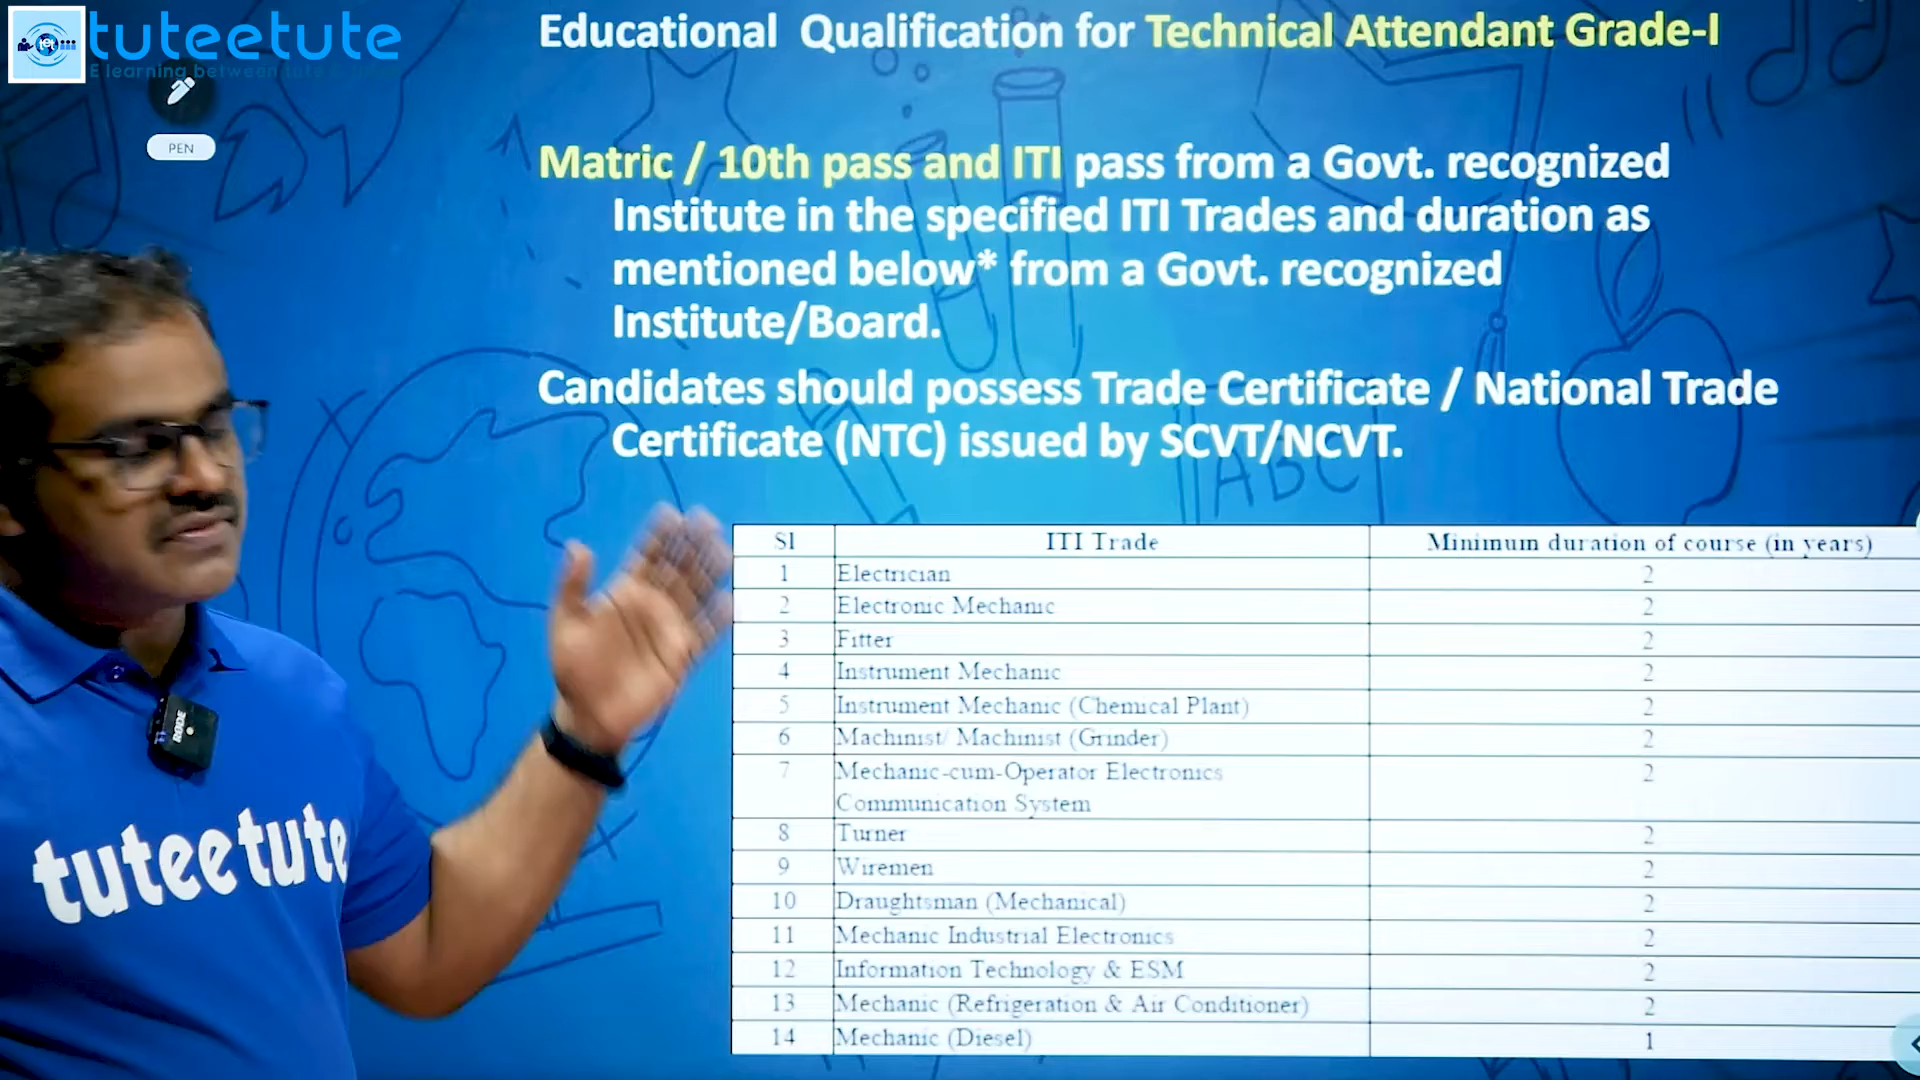 tuteetute
E learning between tute & tutee
PEN
Educational Qualification for Technical Attendant Grade-I
Matric / 10th pass and ITI pass from a Govt. recognized
Institute in the specified ITI Trades and duration as
mentioned below* from a Govt. recognized
Institute/Board.
Candidates should possess Trade Certificate / National Trade
Certificate (NTC) issued by SCVT/NCVT.
ABC
Sl ITI Trade Minimum duration of course (in years)
1 Electrician 2
2 Electronic Mechanic 2
3 Fitter 2
4 Instrument Mechanic 2
5 Instrument Mechanic (Chemical Plant) 2
6 Machinist/ Machinist (Grinder) 2
7 Mechanic-cum-Operator Electronics 2
Communication System
8 Turner 2
9 Wiremen 2
10 Draughtsman (Mechanical) 2
11 Mechanic Industrial Electronics 2
12 Information Technology & ESM 2
13 Mechanic (Refrigeration & Air Conditioner) 2
14 Mechanic (Diesel) 1
RODE
tuteetute